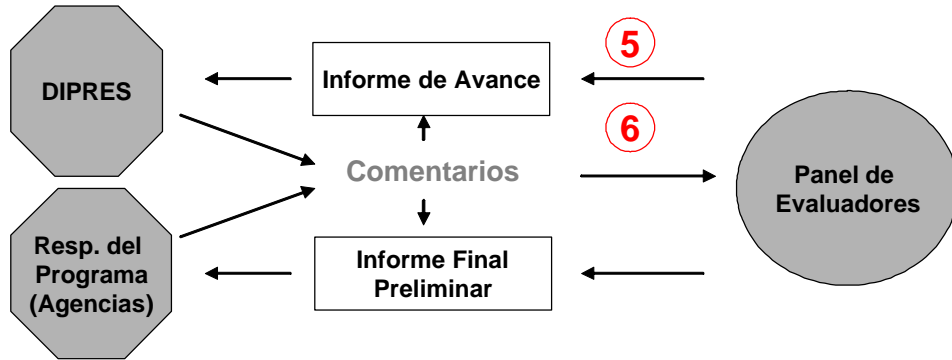 DIPRES
Informe de Avance
5
6
Comentarios
Panel de
Evaluadores
Resp. del
Programa
(Agencias)
Informe Final
Preliminar